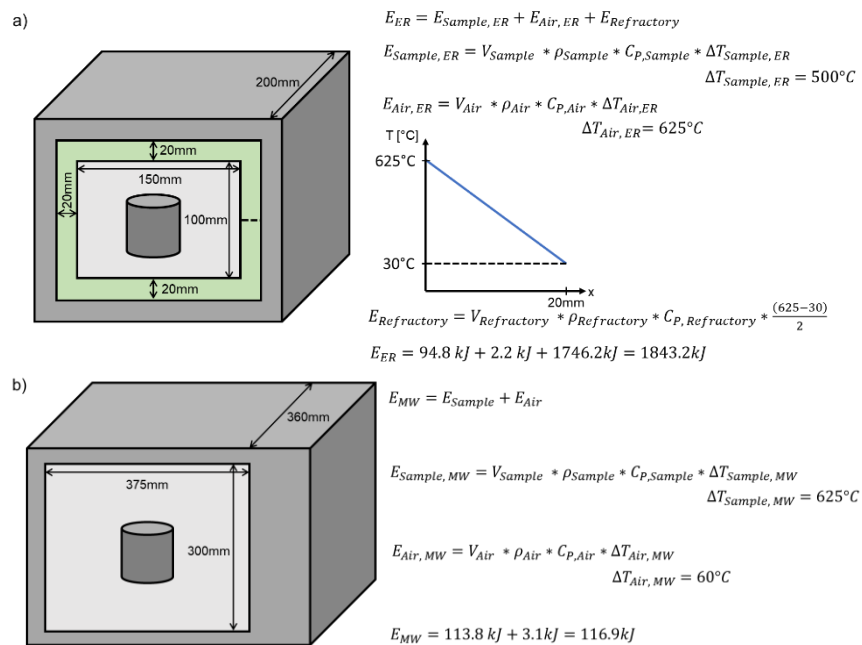 a)
200mm
20mm
150mm
20mm
100mm
20mm
E_ER = E_Sample, ER + E_Air, ER + E_Refractory
E_Sample, ER = V_Sample * ρ_Sample * C_P,Sample * ΔT_Sample, ER
ΔT_Sample, ER = 500°C
E_Air, ER = V_Air * ρ_Air * C_P,Air * ΔT_Air,ER
ΔT_Air, ER = 625°C
T [°C]
625°C
30°C
20mm
x
E_Refractory = V_Refractory * ρ_Refractory * C_P, Refractory * (625−30)/2
E_ER = 94.8 kJ + 2.2 kJ + 1746.2kJ = 1843.2kJ
b)
360mm
375mm
300mm
E_MW = E_Sample + E_Air
E_Sample, MW = V_Sample * ρ_Sample * C_P,Sample * ΔT_Sample, MW
ΔT_Sample, MW = 625°C
E_Air, MW = V_Air * ρ_Air * C_P,Air * ΔT_Air, MW
ΔT_Air, MW = 60°C
E_MW = 113.8 kJ + 3.1kJ = 116.9kJ